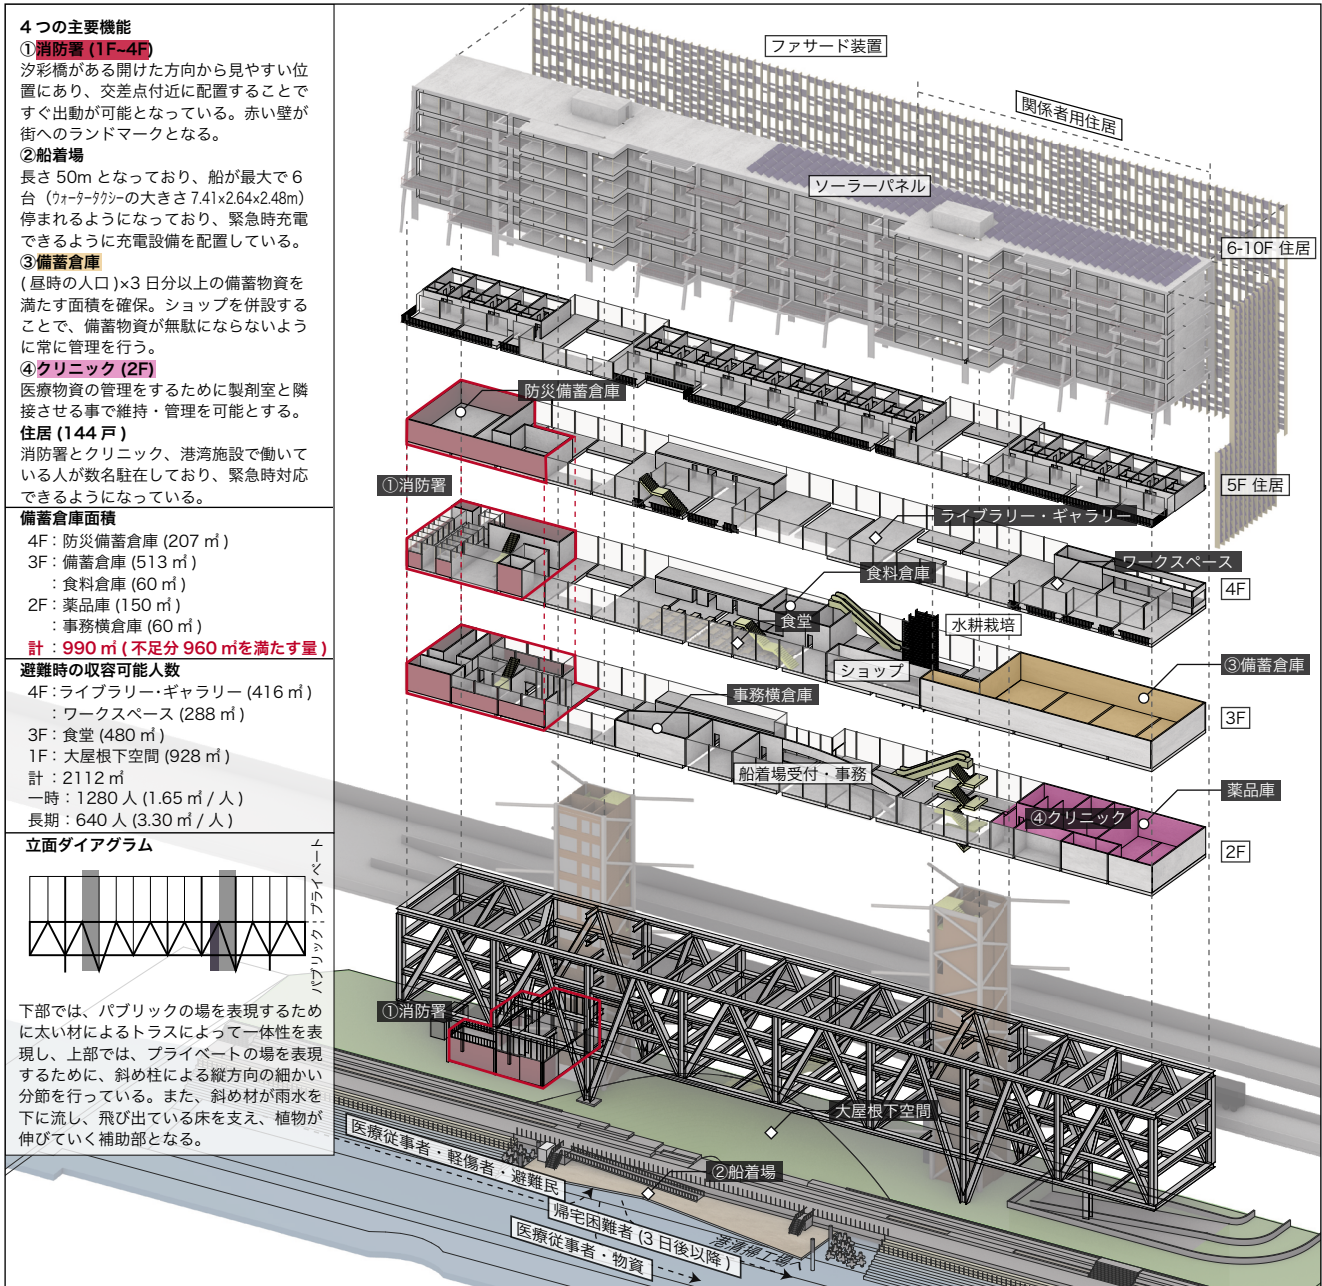 4つの主要機能
①消防署 (1F~4F)
汐彩橋がある開けた方向から見やすい位
置にあり、交差点付近に配置することで
すぐ出動が可能となっている。赤い壁が
街へのランドマークとなる。
②船着場
長さ 50m となっており、船が最大で 6
台（ウォータータクシーの大きさ 7.41x2.64x2.48m）
停まれるようになっており、緊急時充電
できるように充電設備を配置している。
③備蓄倉庫
( 昼時の人口 )×3 日分以上の備蓄物資を
満たす面積を確保。ショップを併設する
ことで、備蓄物資が無駄にならないよう
に常に管理を行う。
④クリニック (2F)
医療物資の管理をするために製剤室と隣
接させる事で維持・管理を可能とする。
住居 (144 戸 )
消防署とクリニック、港湾施設で働いて
いる人が数名駐在しており、緊急時対応
できるようになっている。
備蓄倉庫面積
4F：防災備蓄倉庫 (207 ㎡ )
3F：備蓄倉庫 (513 ㎡ )
：食料倉庫 (60 ㎡ )
2F：薬品庫 (150 ㎡ )
：事務横倉庫 (60 ㎡ )
計 ：990 ㎡ ( 不足分 960 ㎡を満たす量 )
避難時の収容可能人数
4F：ライブラリー・ギャラリー (416 ㎡ )
：ワークスペース (288 ㎡ )
3F：食堂 (480 ㎡ )
1F：大屋根下空間 (928 ㎡ )
計：2112 ㎡
一時：1280 人 (1.65 ㎡ / 人 )
長期：640 人 (3.30 ㎡ / 人 )
立面ダイアグラム
プライベート
パブリック
下部では、パブリックの場を表現するため
に太い材によるトラスによって一体性を表
現し、上部では、プライベートの場を表現
するために、斜め柱による縦方向の細かい
分節を行っている。また、斜め材が雨水を
下に流し、飛び出ている床を支え、植物が
伸びていく補助部となる。
ファサード装置
関係者用住居
ソーラーパネル
6-10F 住居
5F 住居
防災備蓄倉庫
①消防署
ライブラリー・ギャラリー
ワークスペース
4F
食料倉庫
食堂
水耕栽培
ショップ
③備蓄倉庫
3F
事務横倉庫
船着場受付・事務
薬品庫
④クリニック
2F
①消防署
大屋根下空間
②船着場
医療従事者・軽傷者・避難民
帰宅困難者 (3 日後以降 )
医療従事者・物資
港清掃工場へ